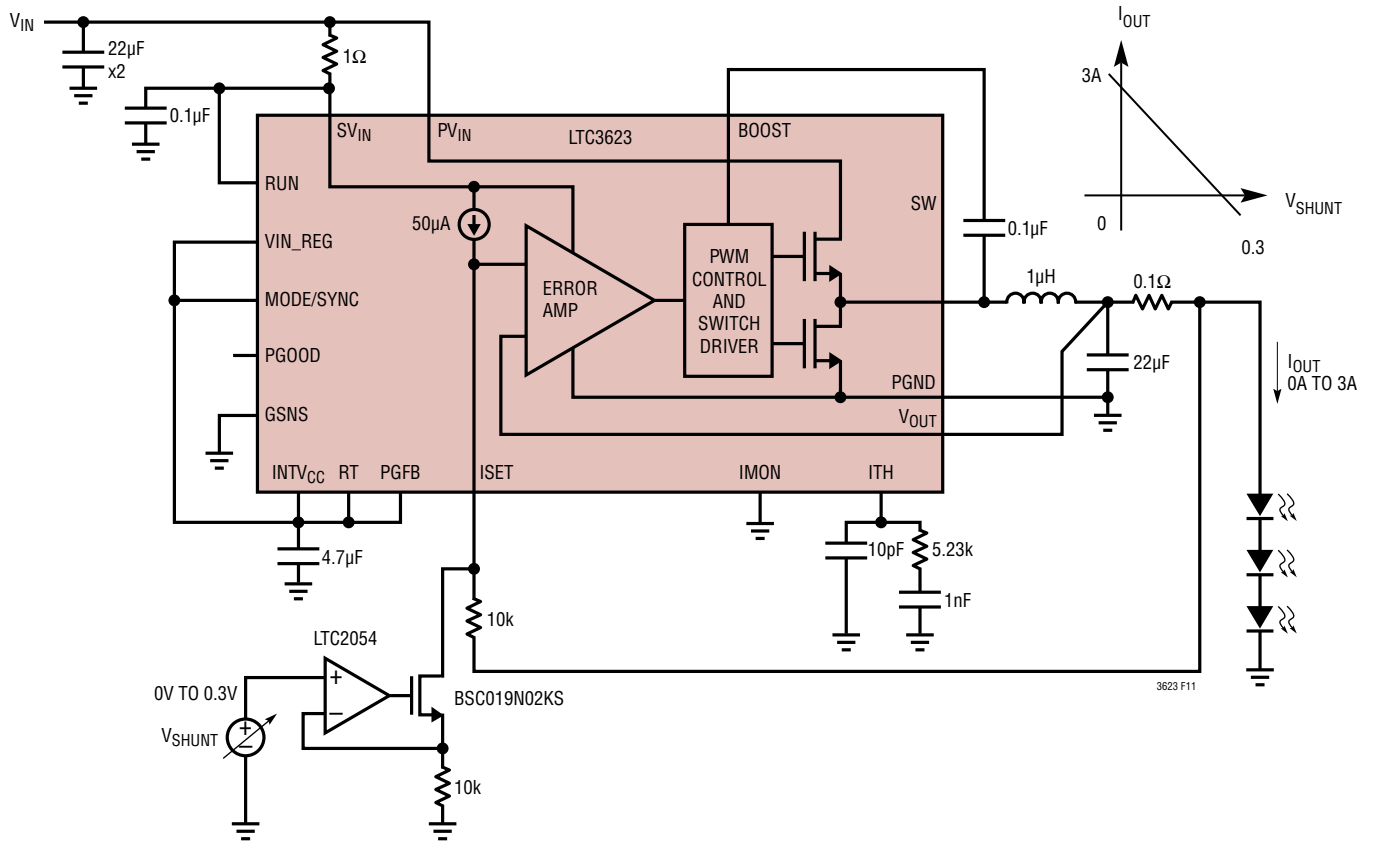 VIN
22µF
x2
1Ω
0.1µF
SVIN
PVIN
LTC3623
BOOST
RUN
VIN_REG
MODE/SYNC
PGOOD
GSNS
INTVCC
RT
PGFB
ISET
IMON
ITH
50µA
ERROR
AMP
PWM
CONTROL
AND
SWITCH
DRIVER
SW
PGND
VOUT
0.1µF
1µH
0.1Ω
22µF
IOUT
0A TO 3A
IOUT
3A
0
VSHUNT
0.3
4.7µF
10pF
5.23k
1nF
10k
LTC2054
0V TO 0.3V
+
–
+
–
VSHUNT
BSC019N02KS
10k
3623 F11